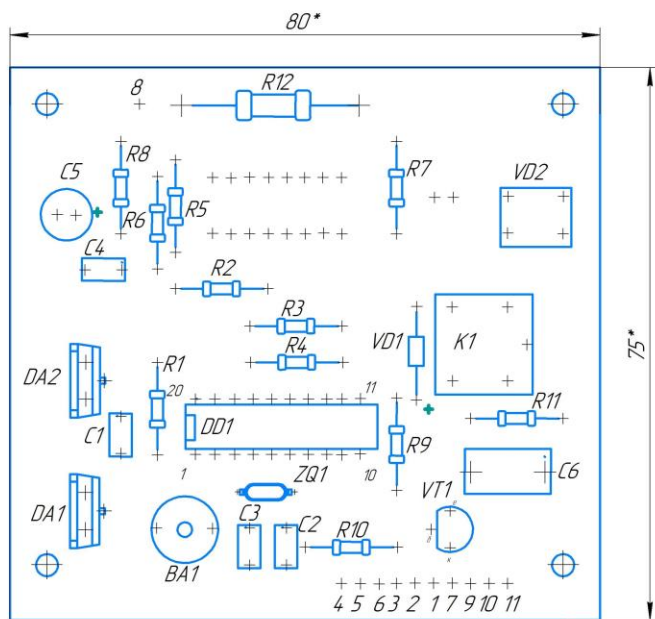 80*
8
R12
C5
R8
R7
VD2
R6
R5
C4
75*
R2
R3
R4
VD1
K1
DA2
R1
20
11
R11
C1
DD1
R9
1
ZQ1
10
C6
VT1
DA1
C3
C2
R10
BA1
4 5 6 3 2 1 7 9 10 11